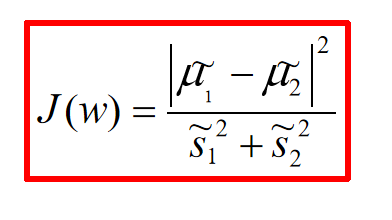 J(w) = |μ̃₁ − μ̃₂|² / (s̃₁² + s̃₂²)